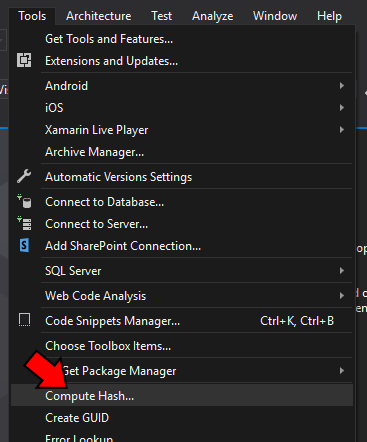 Tools Architecture Test Analyze Window Help
Get Tools and Features...
Extensions and Updates...
Android
iOS
Xamarin Live Player
Archive Manager...
Automatic Versions Settings
Connect to Database...
Connect to Server...
Add SharePoint Connection...
SQL Server
Web Code Analysis
Code Snippets Manager... Ctrl+K, Ctrl+B
Choose Toolbox Items...
Get Package Manager
Compute Hash...
Create GUID
Error Lookup